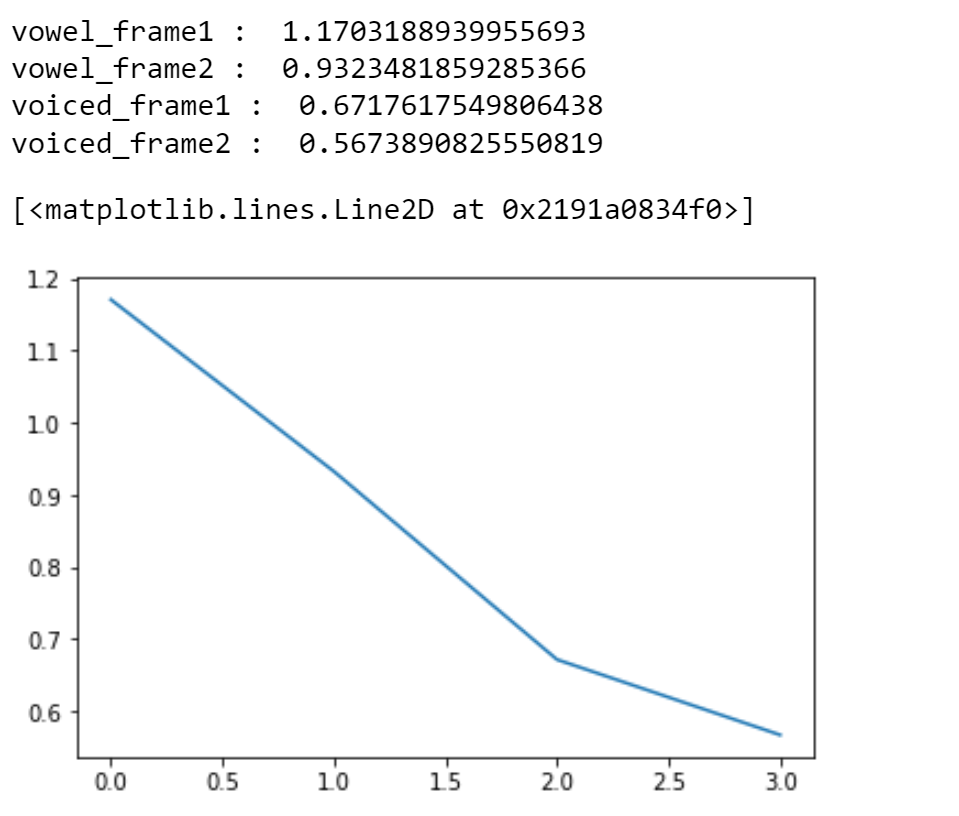 vowel_frame1 :  1.1703188939955693
vowel_frame2 :  0.9323481859285366
voiced_frame1 :  0.6717617549806438
voiced_frame2 :  0.5673890825550819
[<matplotlib.lines.Line2D at 0x2191a0834f0>]
1.2
1.1
1.0
0.9
0.8
0.7
0.6
0.0 0.5 1.0 1.5 2.0 2.5 3.0